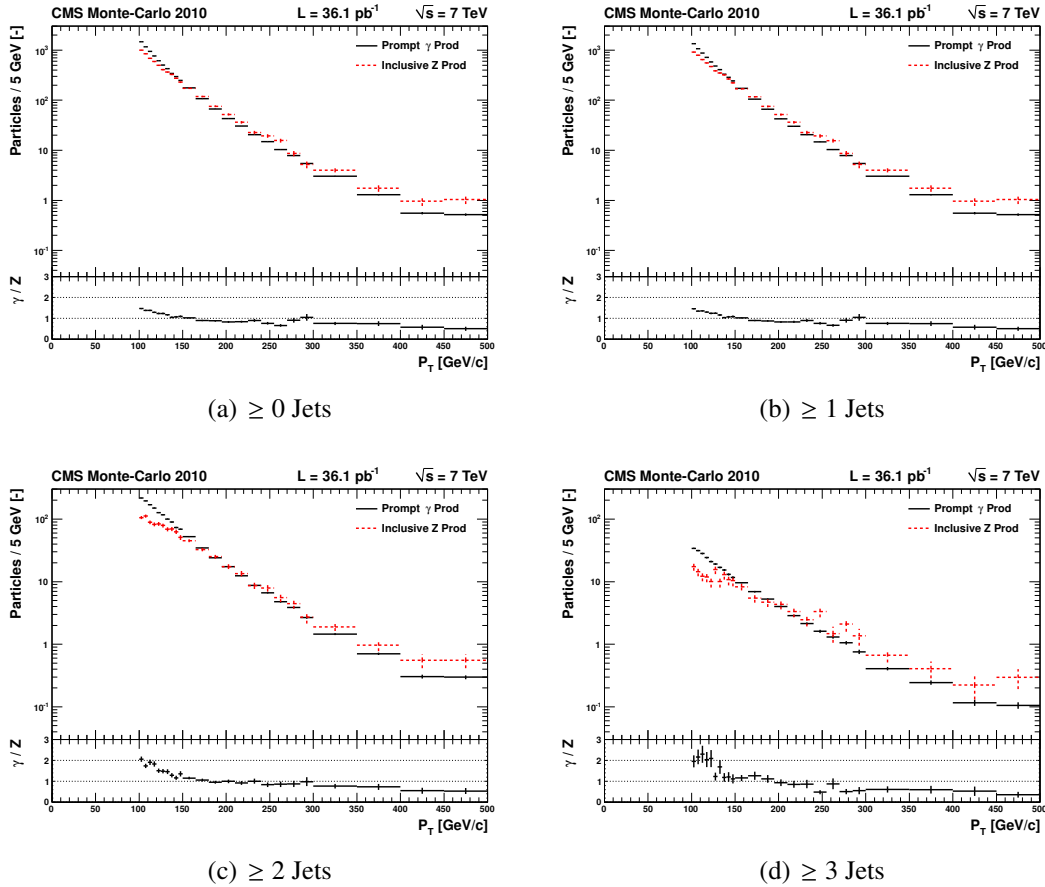 CMS Monte-Carlo 2010 L = 36.1 pb⁻¹ √s = 7 TeV
Particles / 5 GeV [-]
Prompt γ Prod
Inclusive Z Prod
10³
10²
10
1
10⁻¹
γ / Z
3
2
1
0
0 50 100 150 200 250 300 350 400 450 500
P_T [GeV/c]
(a) ≥ 0 Jets
CMS Monte-Carlo 2010 L = 36.1 pb⁻¹ √s = 7 TeV
Particles / 5 GeV [-]
Prompt γ Prod
Inclusive Z Prod
10³
10²
10
1
10⁻¹
γ / Z
3
2
1
0
0 50 100 150 200 250 300 350 400 450 500
P_T [GeV/c]
(b) ≥ 1 Jets
CMS Monte-Carlo 2010 L = 36.1 pb⁻¹ √s = 7 TeV
Particles / 5 GeV [-]
Prompt γ Prod
Inclusive Z Prod
10²
10
1
10⁻¹
γ / Z
3
2
1
0
0 50 100 150 200 250 300 350 400 450 500
P_T [GeV/c]
(c) ≥ 2 Jets
CMS Monte-Carlo 2010 L = 36.1 pb⁻¹ √s = 7 TeV
Particles / 5 GeV [-]
Prompt γ Prod
Inclusive Z Prod
10²
10
1
10⁻¹
γ / Z
3
2
1
0
0 50 100 150 200 250 300 350 400 450 500
P_T [GeV/c]
(d) ≥ 3 Jets